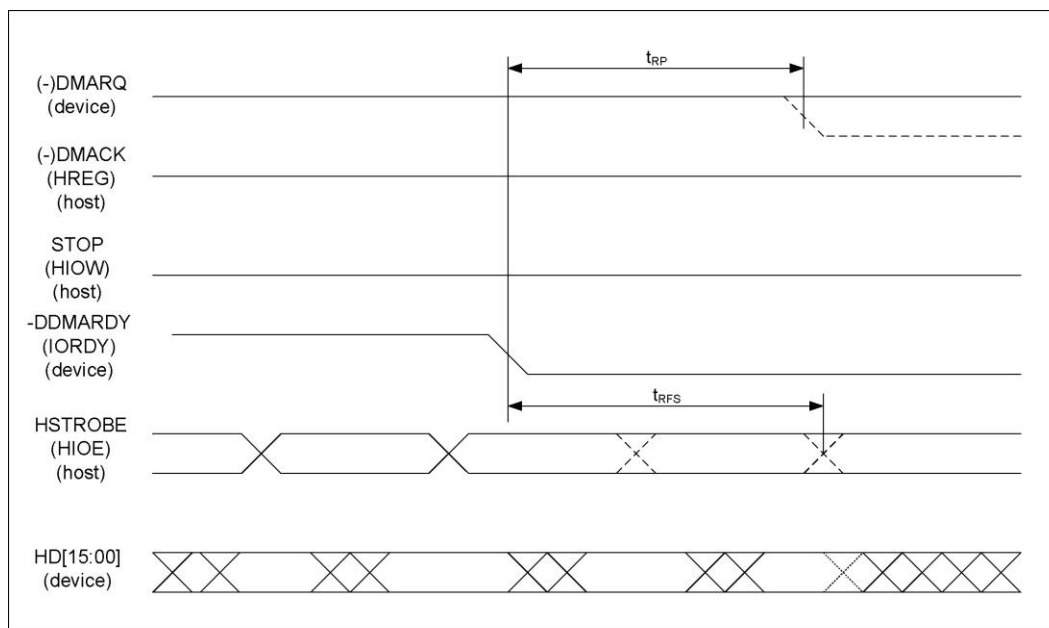 tRP
(-)DMARQ
(device)
(-)DMACK
(HREG)
(host)
STOP
(HIOW)
(host)
-DDMARDY
(IORDY)
(device)
tRFS
HSTROBE
(HIOE)
(host)
HD[15:00]
(device)